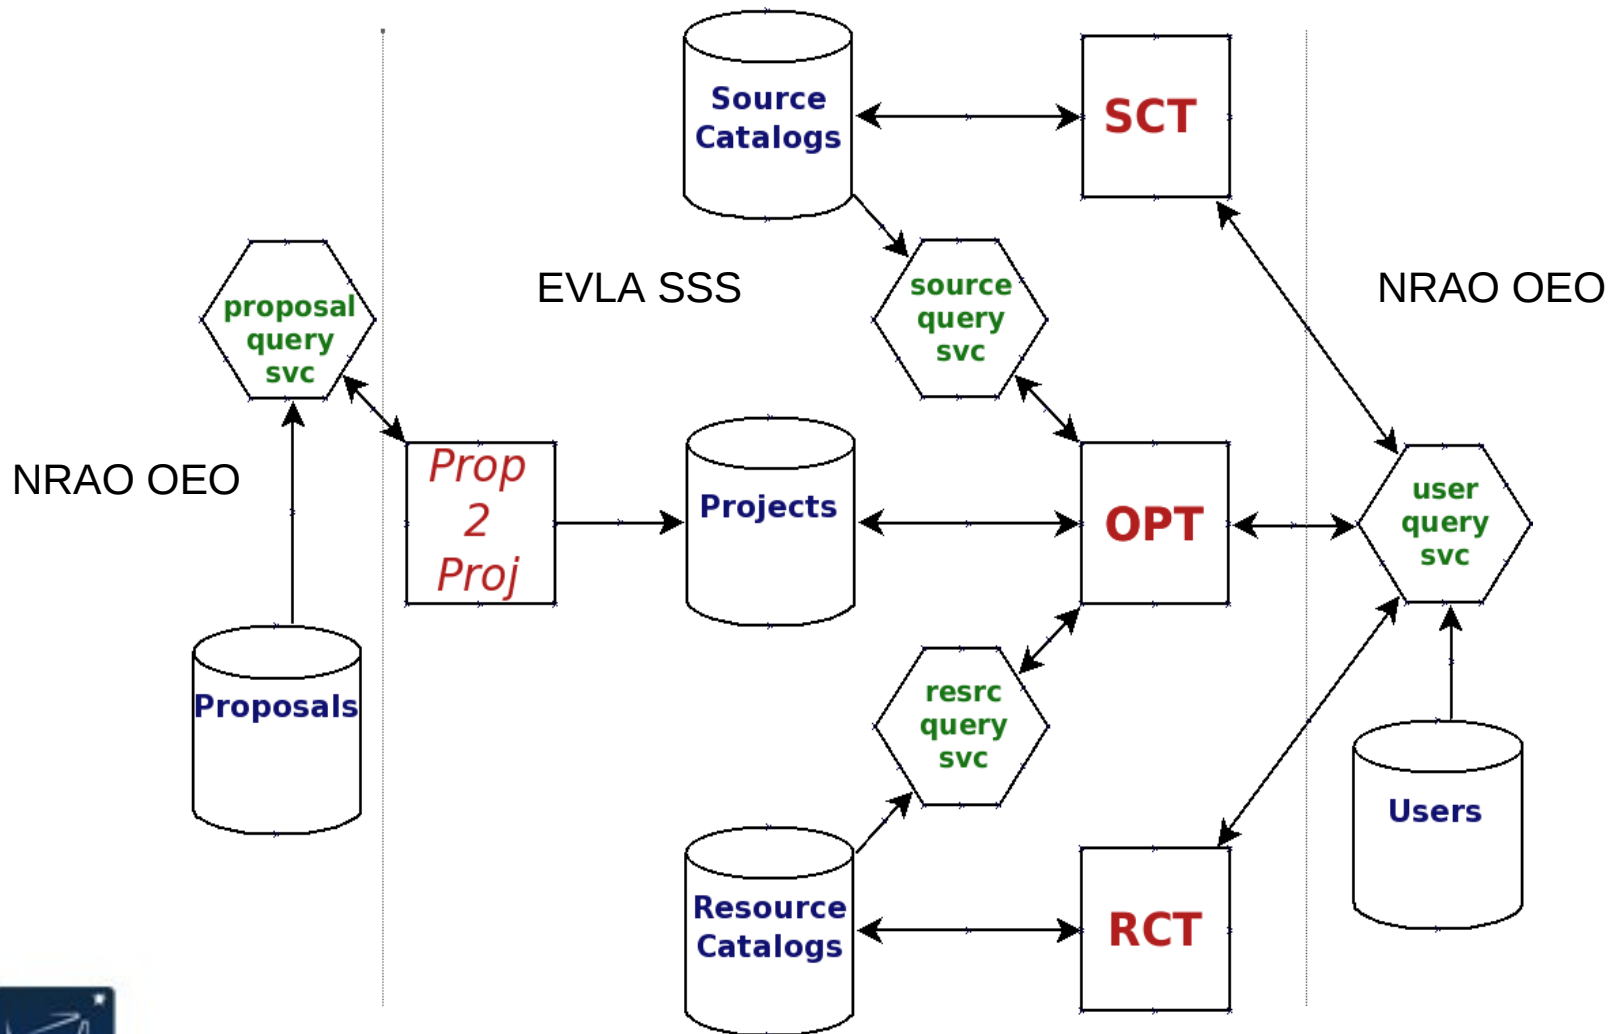 Source
Catalogs
SCT
EVLA SSS
source
query
svc
NRAO OEO
proposal
query
svc
NRAO OEO
Prop
2
Proj
Projects
OPT
user
query
svc
Proposals
resrc
query
svc
Users
Resource
Catalogs
RCT